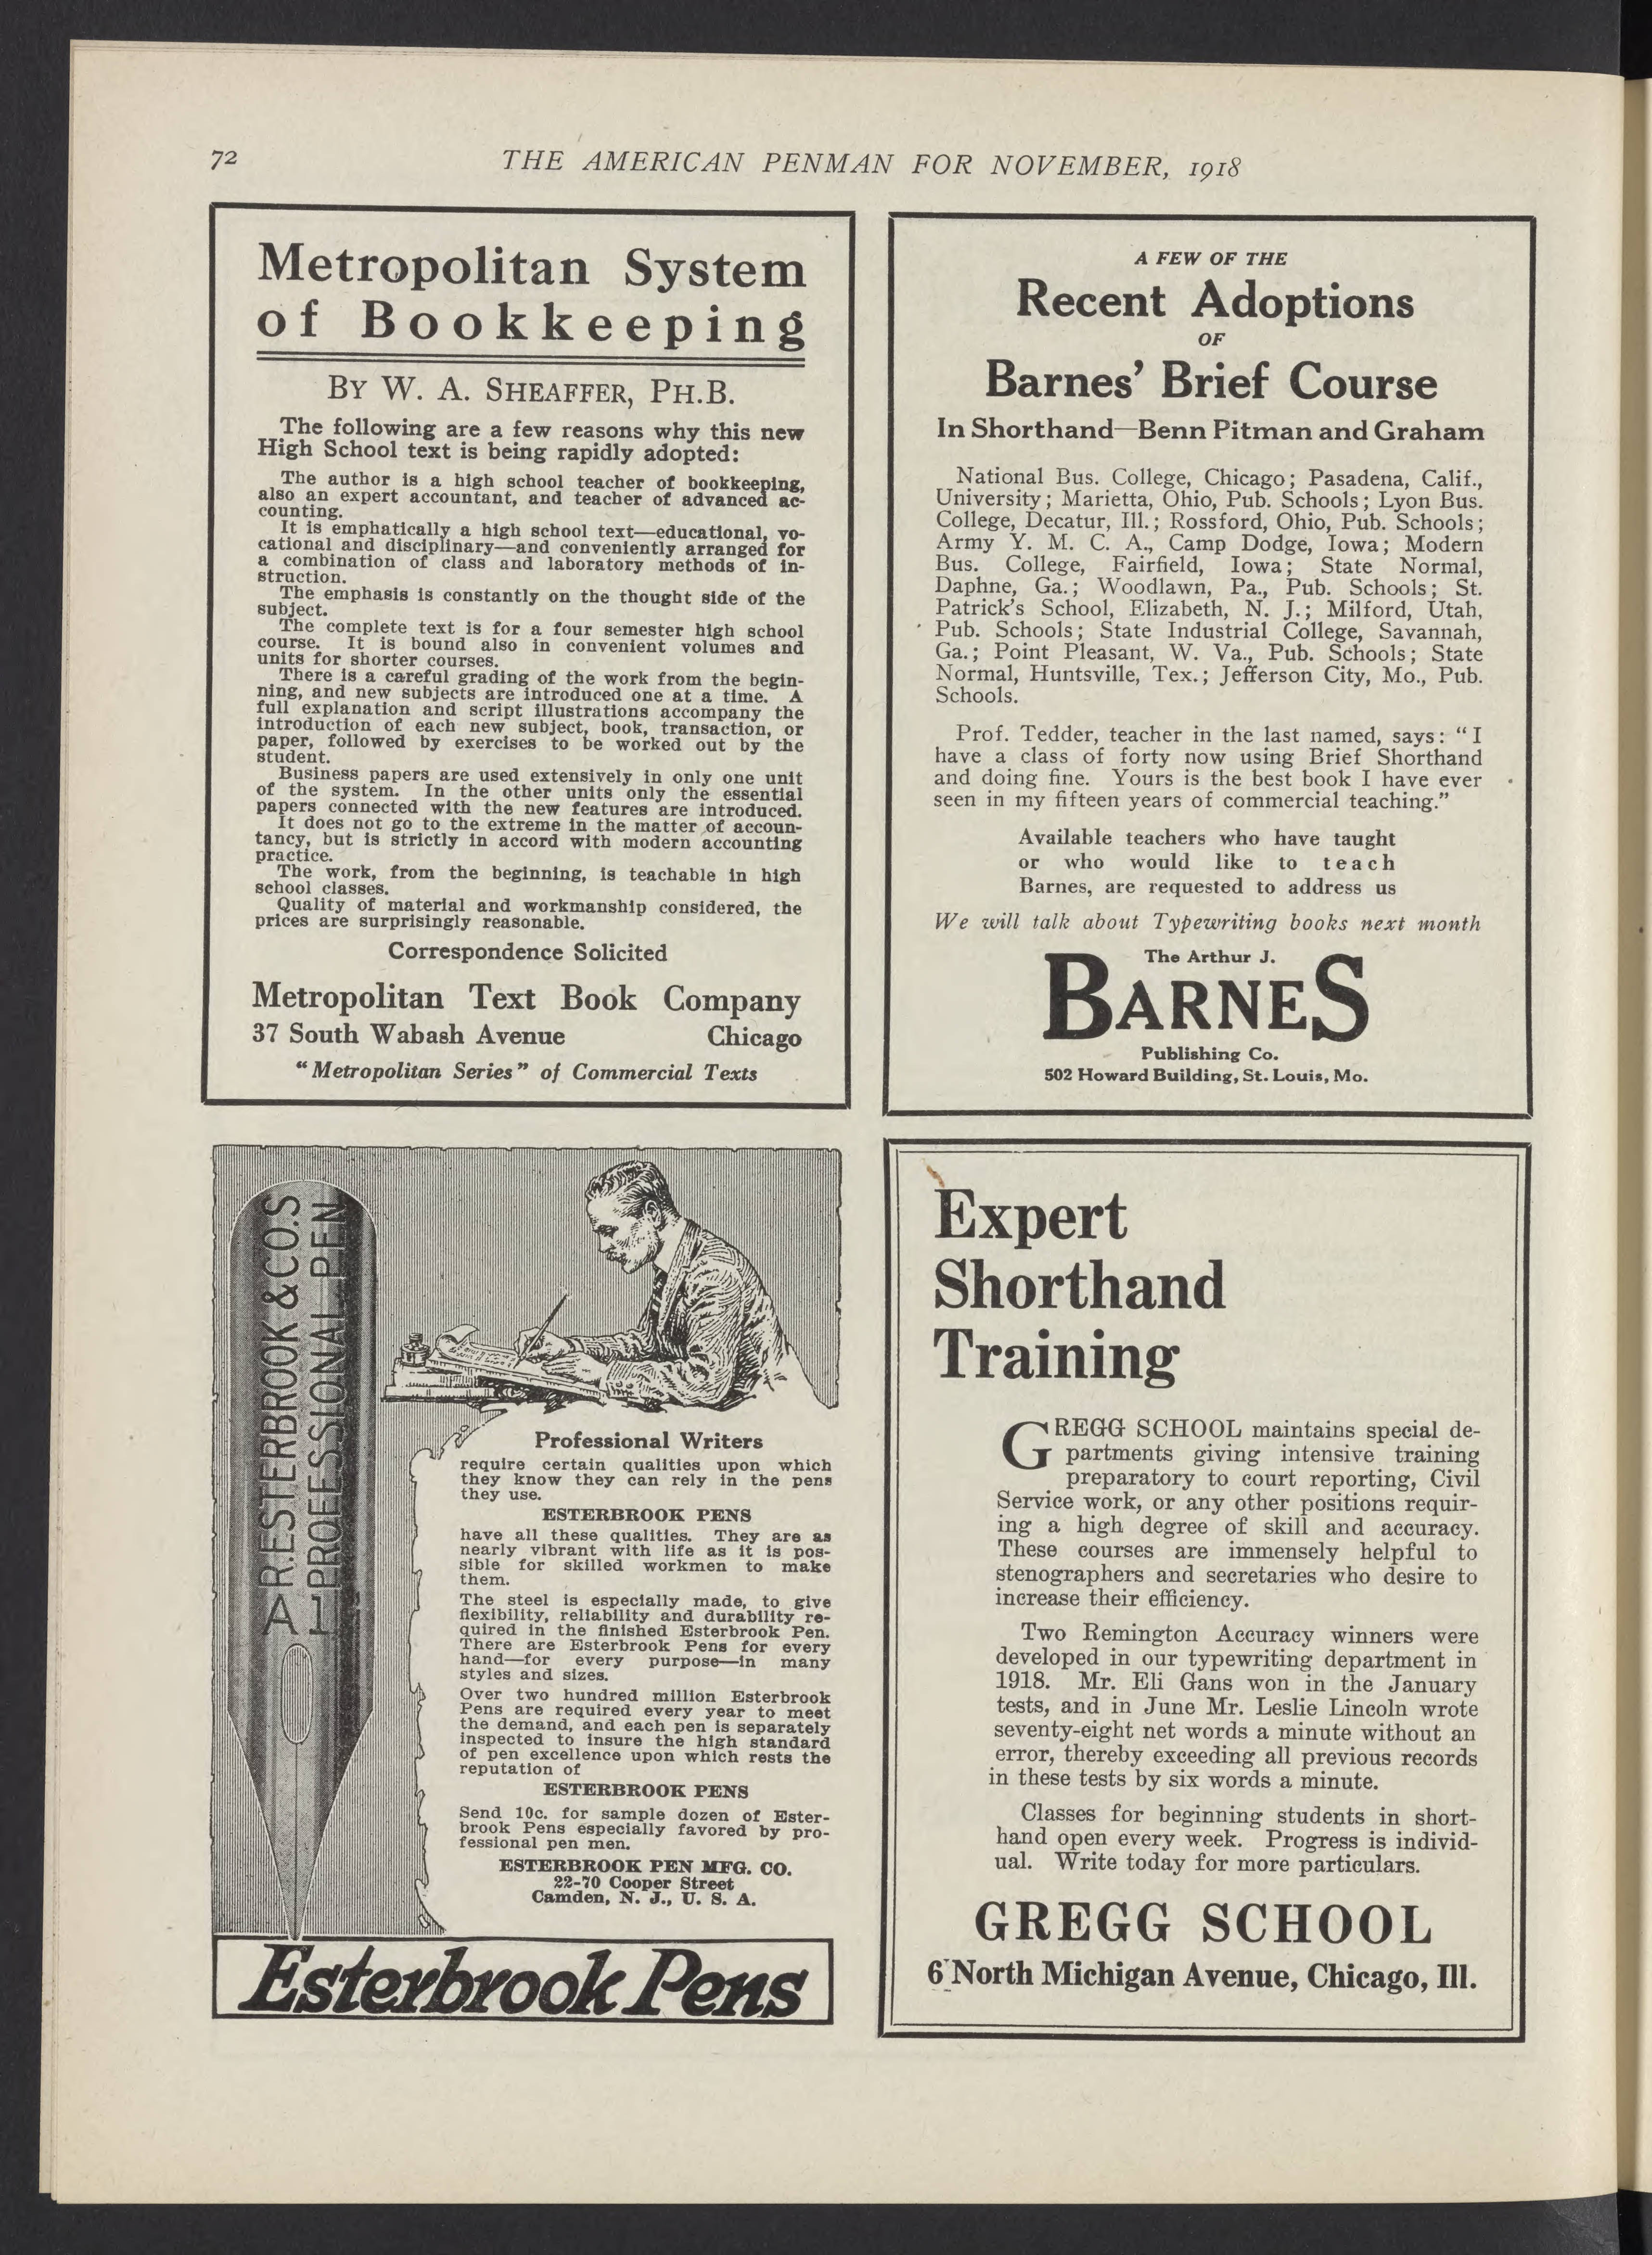 72
THE AMERICAN PENMAN FOR NOVEMBER, 1918
Metropolitan System
of Bookkeeping
BY W. A. SHEAFFER, PH.B.
The following are a few reasons why this new
High School text is being rapidly adopted:
The author is a high school teacher of bookkeeping,
also an expert accountant, and teacher of advanced ac-
counting.
It is emphatically a high school text—educational, vo-
cational and disciplinary—and conveniently arranged for
a combination of class and laboratory methods of in-
struction.
The emphasis is constantly on the thought side of the
subject.
The complete text is for a four semester high school
course. It is bound also in convenient volumes and
units for shorter courses.
There is a careful grading of the work from the begin-
ning, and new subjects are introduced one at a time. A
full explanation and script illustrations accompany the
introduction of each new subject, book, transaction, or
paper, followed by exercises to be worked out by the
student.
Business papers are used extensively in only one unit
of the system. In the other units only the essential
papers connected with the new features are introduced.
It does not go to the extreme in the matter of accoun-
tancy, but is strictly in accord with modern accounting
practice.
The work, from the beginning, is teachable in high
school classes.
Quality of material and workmanship considered, the
prices are surprisingly reasonable.
Correspondence Solicited
Metropolitan Text Book Company
37 South Wabash Avenue Chicago
"Metropolitan Series" of Commercial Texts
A FEW OF THE
Recent Adoptions
OF
Barnes' Brief Course
In Shorthand—Benn Pitman and Graham
National Bus. College, Chicago; Pasadena, Calif.,
University; Marietta, Ohio, Pub. Schools; Lyon Bus.
College, Decatur, Ill.; Rossford, Ohio, Pub. Schools;
Army Y. M. C. A., Camp Dodge, Iowa; Modern
Bus. College, Fairfield, Iowa; State Normal,
Daphne, Ga.; Woodlawn, Pa., Pub. Schools; St.
Patrick's School, Elizabeth, N. J.; Milford, Utah,
Pub. Schools; State Industrial College, Savannah,
Ga.; Point Pleasant, W. Va., Pub. Schools; State
Normal, Huntsville, Tex.; Jefferson City, Mo., Pub.
Schools.
Prof. Tedder, teacher in the last named, says: "I
have a class of forty now using Brief Shorthand
and doing fine. Yours is the best book I have ever
seen in my fifteen years of commercial teaching."
Available teachers who have taught
or who would like to teach
Barnes, are requested to address us
We will talk about Typewriting books next month
The Arthur J.
BARNES
Publishing Co.
502 Howard Building, St. Louis, Mo.
A R. ESTERBROOK & CO.S
1 PROFESSIONAL PEN
Professional Writers
require certain qualities upon which
they know they can rely in the pens
they use.
ESTERBROOK PENS
have all these qualities. They are as
nearly vibrant with life as it is pos-
sible for skilled workmen to make
them.
The steel is especially made, to give
flexibility, reliability and durability re-
quired in the finished Esterbrook Pen.
There are Esterbrook Pens for every
hand—for every purpose—in many
styles and sizes.
Over two hundred million Esterbrook
Pens are required every year to meet
the demand, and each pen is separately
inspected to insure the high standard
of pen excellence upon which rests the
reputation of
ESTERBROOK PENS
Send 10c. for sample dozen of Ester-
brook Pens especially favored by pro-
fessional pen men.
ESTERBROOK PEN MFG. CO.
22-70 Cooper Street
Camden, N. J., U. S. A.
Esterbrook Pens
Expert
Shorthand
Training
GREGG SCHOOL maintains special de-
partments giving intensive training
preparatory to court reporting, Civil
Service work, or any other positions requir-
ing a high degree of skill and accuracy.
These courses are immensely helpful to
stenographers and secretaries who desire to
increase their efficiency.
Two Remington Accuracy winners were
developed in our typewriting department in
1918. Mr. Eli Gans won in the January
tests, and in June Mr. Leslie Lincoln wrote
seventy-eight net words a minute without an
error, thereby exceeding all previous records
in these tests by six words a minute.
Classes for beginning students in short-
hand open every week. Progress is individ-
ual. Write today for more particulars.
GREGG SCHOOL
6 North Michigan Avenue, Chicago, Ill.